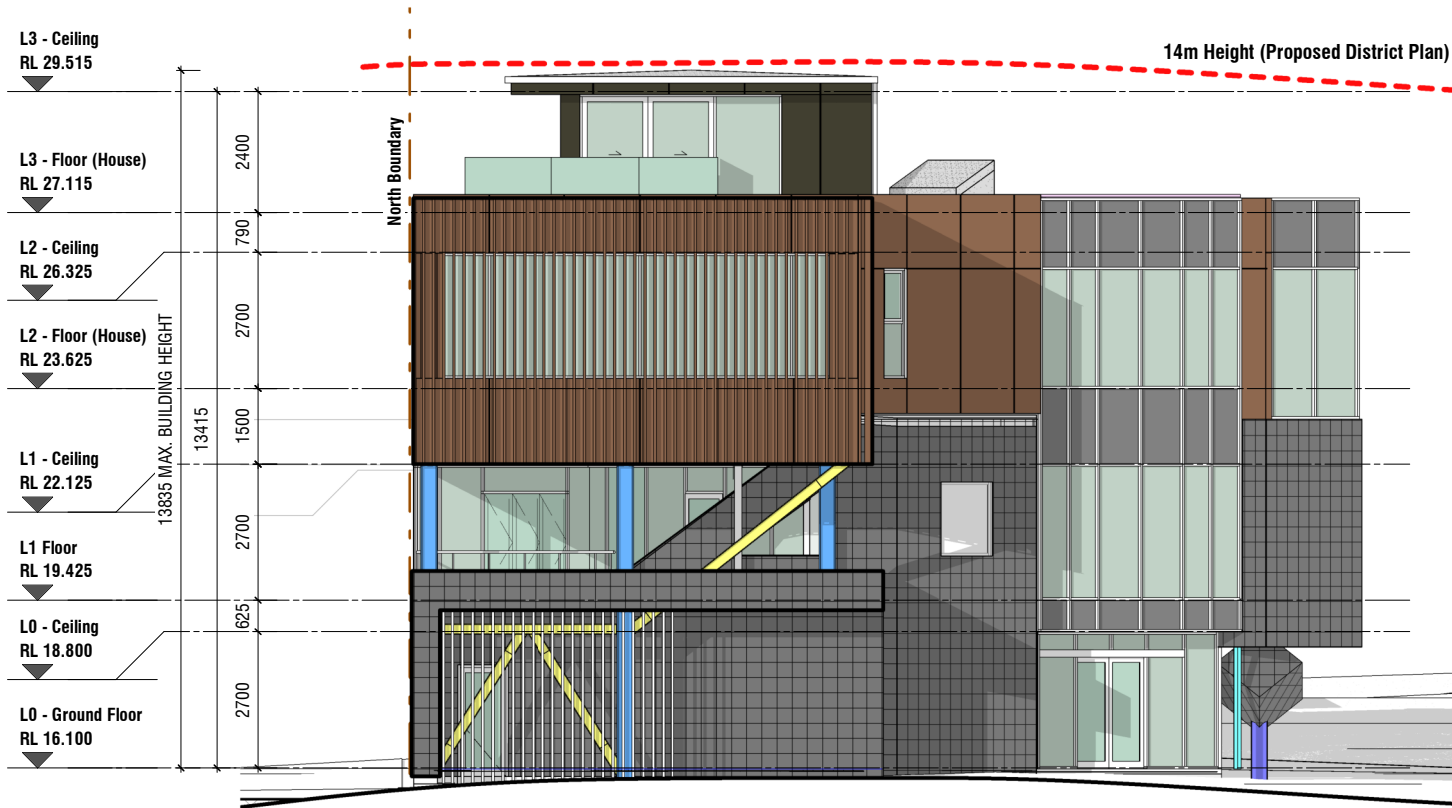 L3 - Ceiling
RL 29.515
14m Height (Proposed District Plan)
North Boundary
2400
L3 - Floor (House)
RL 27.115
790
L2 - Ceiling
RL 26.325
2700
L2 - Floor (House)
RL 23.625
13835 MAX. BUILDING HEIGHT
13415
1500
L1 - Ceiling
RL 22.125
2700
L1 Floor
RL 19.425
625
L0 - Ceiling
RL 18.800
2700
L0 - Ground Floor
RL 16.100